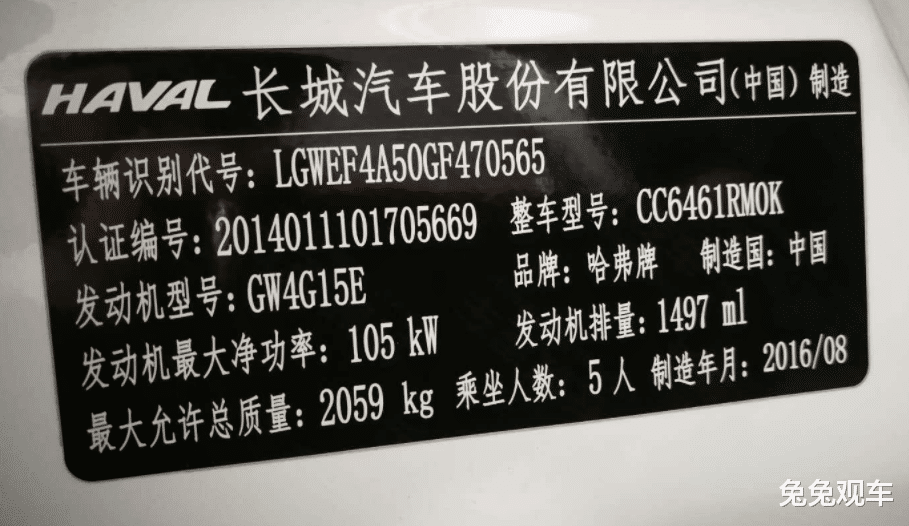 HAVAL 长城汽车股份有限公司(中国) 制造
车辆识别代号: LGWEF4A50GF470565
认证编号: 2014011101705669 整车型号: CC6461RM0K
发动机型号: GW4G15E 品牌: 哈弗牌 制造国: 中国
发动机最大净功率: 105 kW 发动机排量: 1497 ml
最大允许总质量: 2059 kg 乘坐人数: 5 人 制造年月: 2016/08
兔兔观车